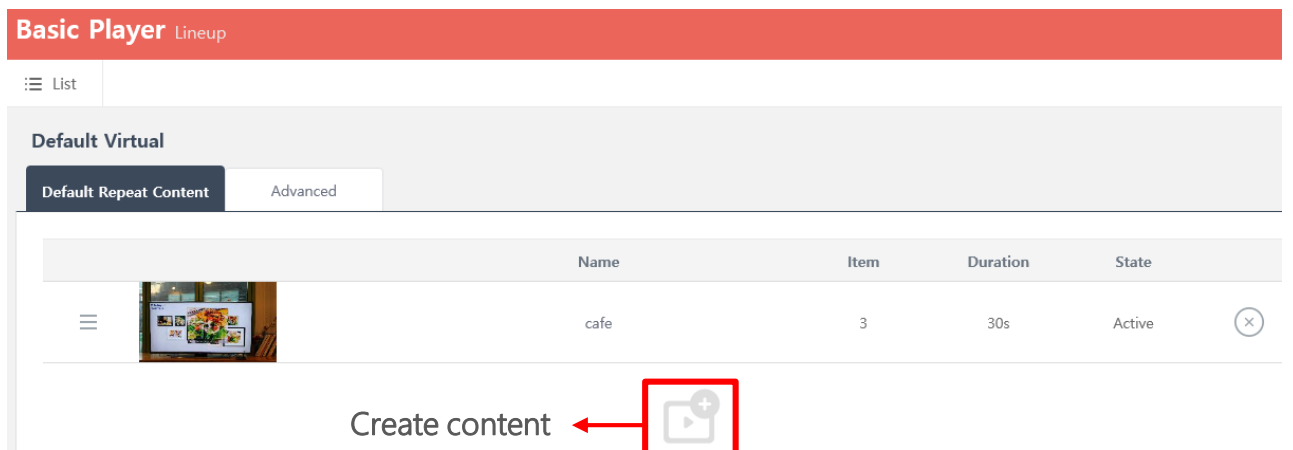 Basic Player Lineup
List
Default Virtual
Default Repeat Content Advanced
Name Item Duration State
cafe 3 30s Active
Create content